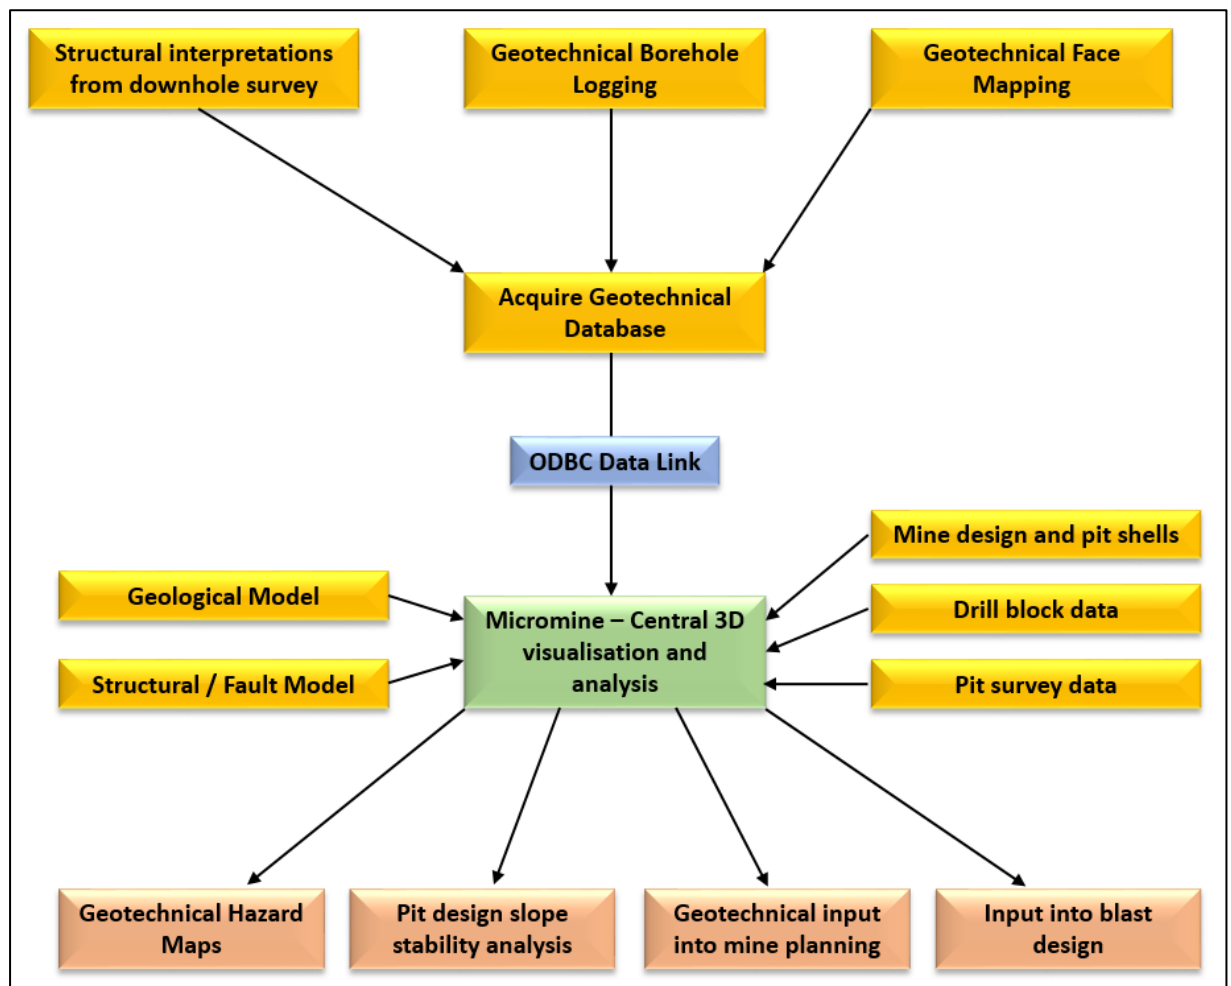 Structural interpretations
from downhole survey
Geotechnical Borehole
Logging
Geotechnical Face
Mapping
Acquire Geotechnical
Database
ODBC Data Link
Mine design and pit shells
Geological Model
Drill block data
Micromine – Central 3D
visualisation and
analysis
Structural / Fault Model
Pit survey data
Geotechnical Hazard
Maps
Pit design slope
stability analysis
Geotechnical input
into mine planning
Input into blast
design